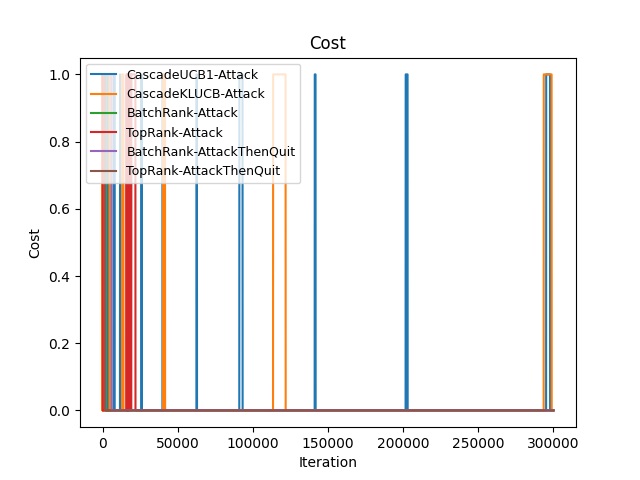 Cost
CascadeUCB1-Attack
CascadeKLUCB-Attack
BatchRank-Attack
TopRank-Attack
BatchRank-AttackThenQuit
TopRank-AttackThenQuit
1.0
0.8
0.6
0.4
0.2
0.0
Cost
0 50000 100000 150000 200000 250000 300000
Iteration